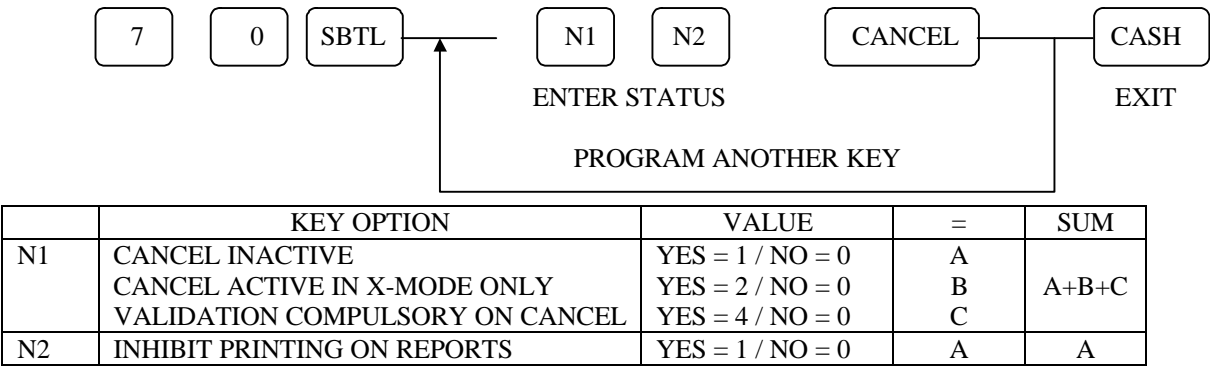 7 0 SBTL N1 N2 CANCEL CASH
ENTER STATUS EXIT
PROGRAM ANOTHER KEY
KEY OPTION VALUE = SUM
N1 CANCEL INACTIVE YES = 1 / NO = 0 A
CANCEL ACTIVE IN X-MODE ONLY YES = 2 / NO = 0 B A+B+C
VALIDATION COMPULSORY ON CANCEL YES = 4 / NO = 0 C
N2 INHIBIT PRINTING ON REPORTS YES = 1 / NO = 0 A A